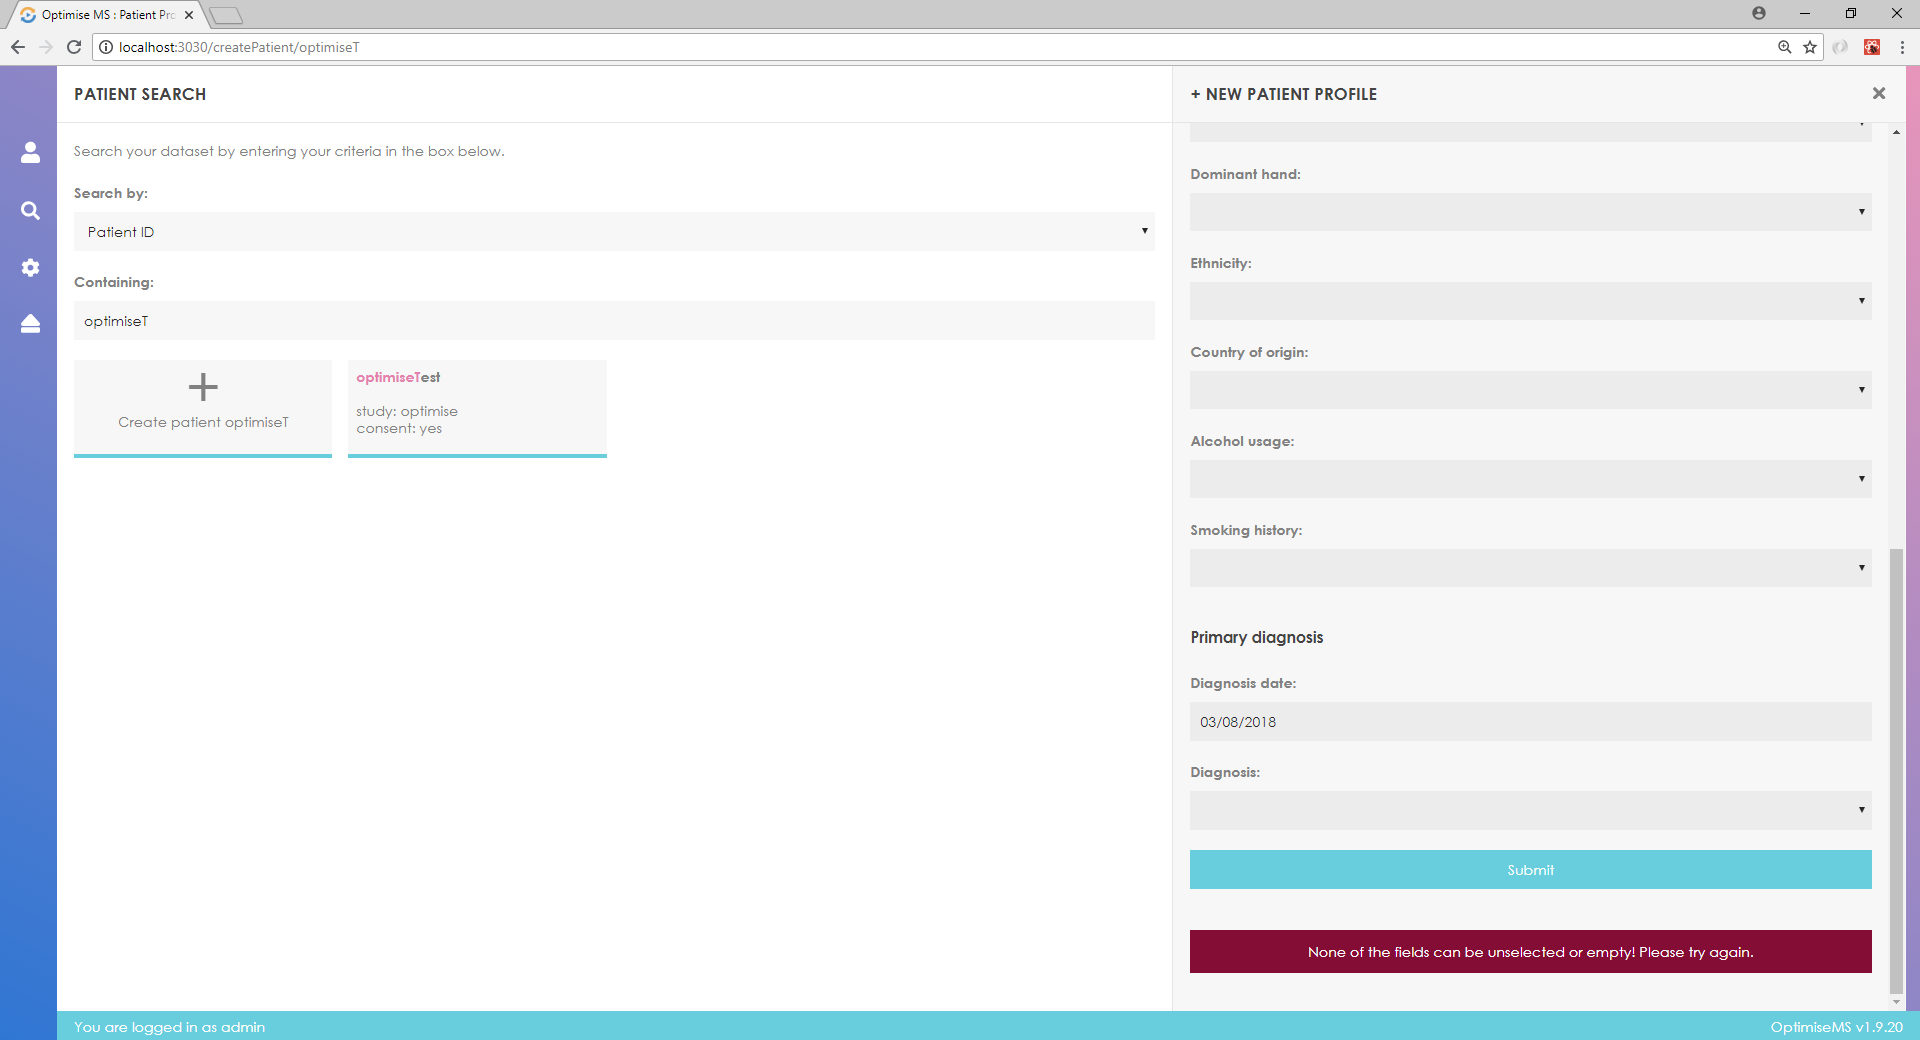 Optimise MS : Patient Pro
localhost:3030/createPatient/optimiseT
PATIENT SEARCH
Search your dataset by entering your criteria in the box below.
Search by:
Patient ID
Containing:
optimiseT
Create patient optimiseT
optimiseTest
study: optimise
consent: yes
+ NEW PATIENT PROFILE
Dominant hand:
Ethnicity:
Country of origin:
Alcohol usage:
Smoking history:
Primary diagnosis
Diagnosis date:
03/08/2018
Diagnosis:
Submit
None of the fields can be unselected or empty! Please try again.
You are logged in as admin
OptimiseMS v1.9.20